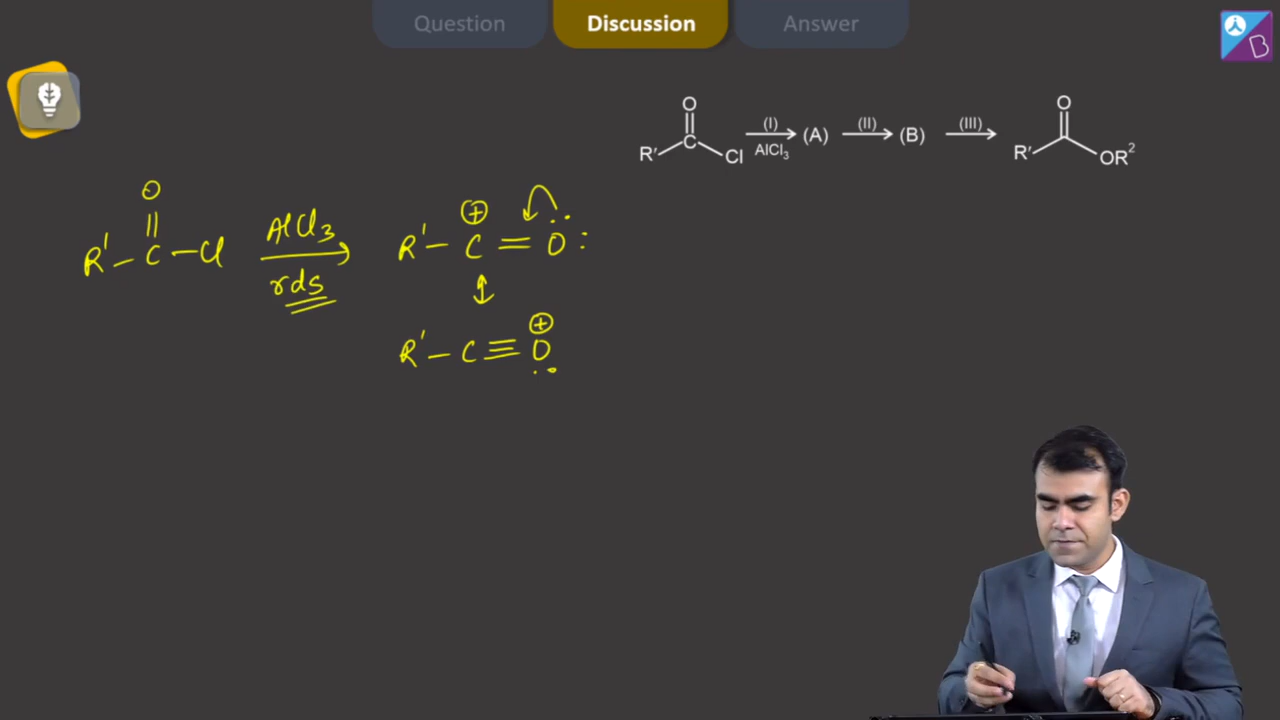 Question Discussion Answer
O
R' C Cl (I) AlCl3 (A) (II) (B) (III) O R' OR2
O
||
R' – C – Cl AlCl3 rds R' – C = O :
⊕
R' – C ≡ O
⊕
B